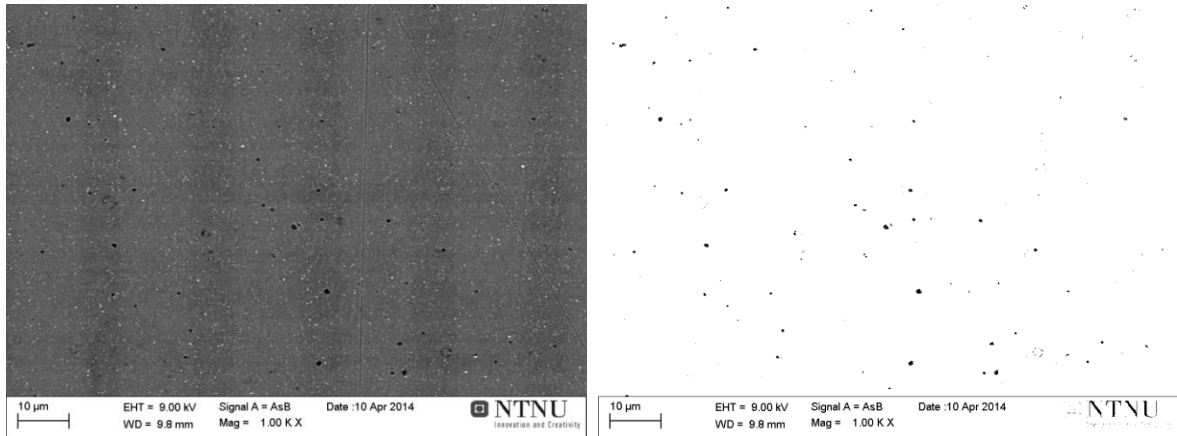 10 µm
EHT = 9.00 kV Signal A = AsB Date :10 Apr 2014
WD = 9.8 mm Mag = 1.00 K X
NTNU
Innovation and Creativity
10 µm
EHT = 9.00 kV Signal A = AsB Date :10 Apr 2014
WD = 9.8 mm Mag = 1.00 K X
NTNU